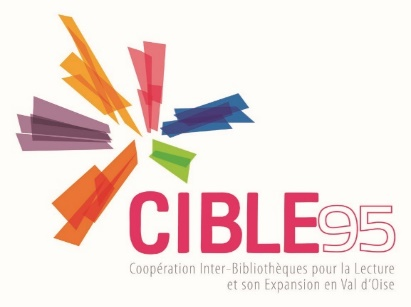 CIBLE95
Coopération Inter-Bibliothèques pour la Lecture
et son Expansion en Val d'Oise